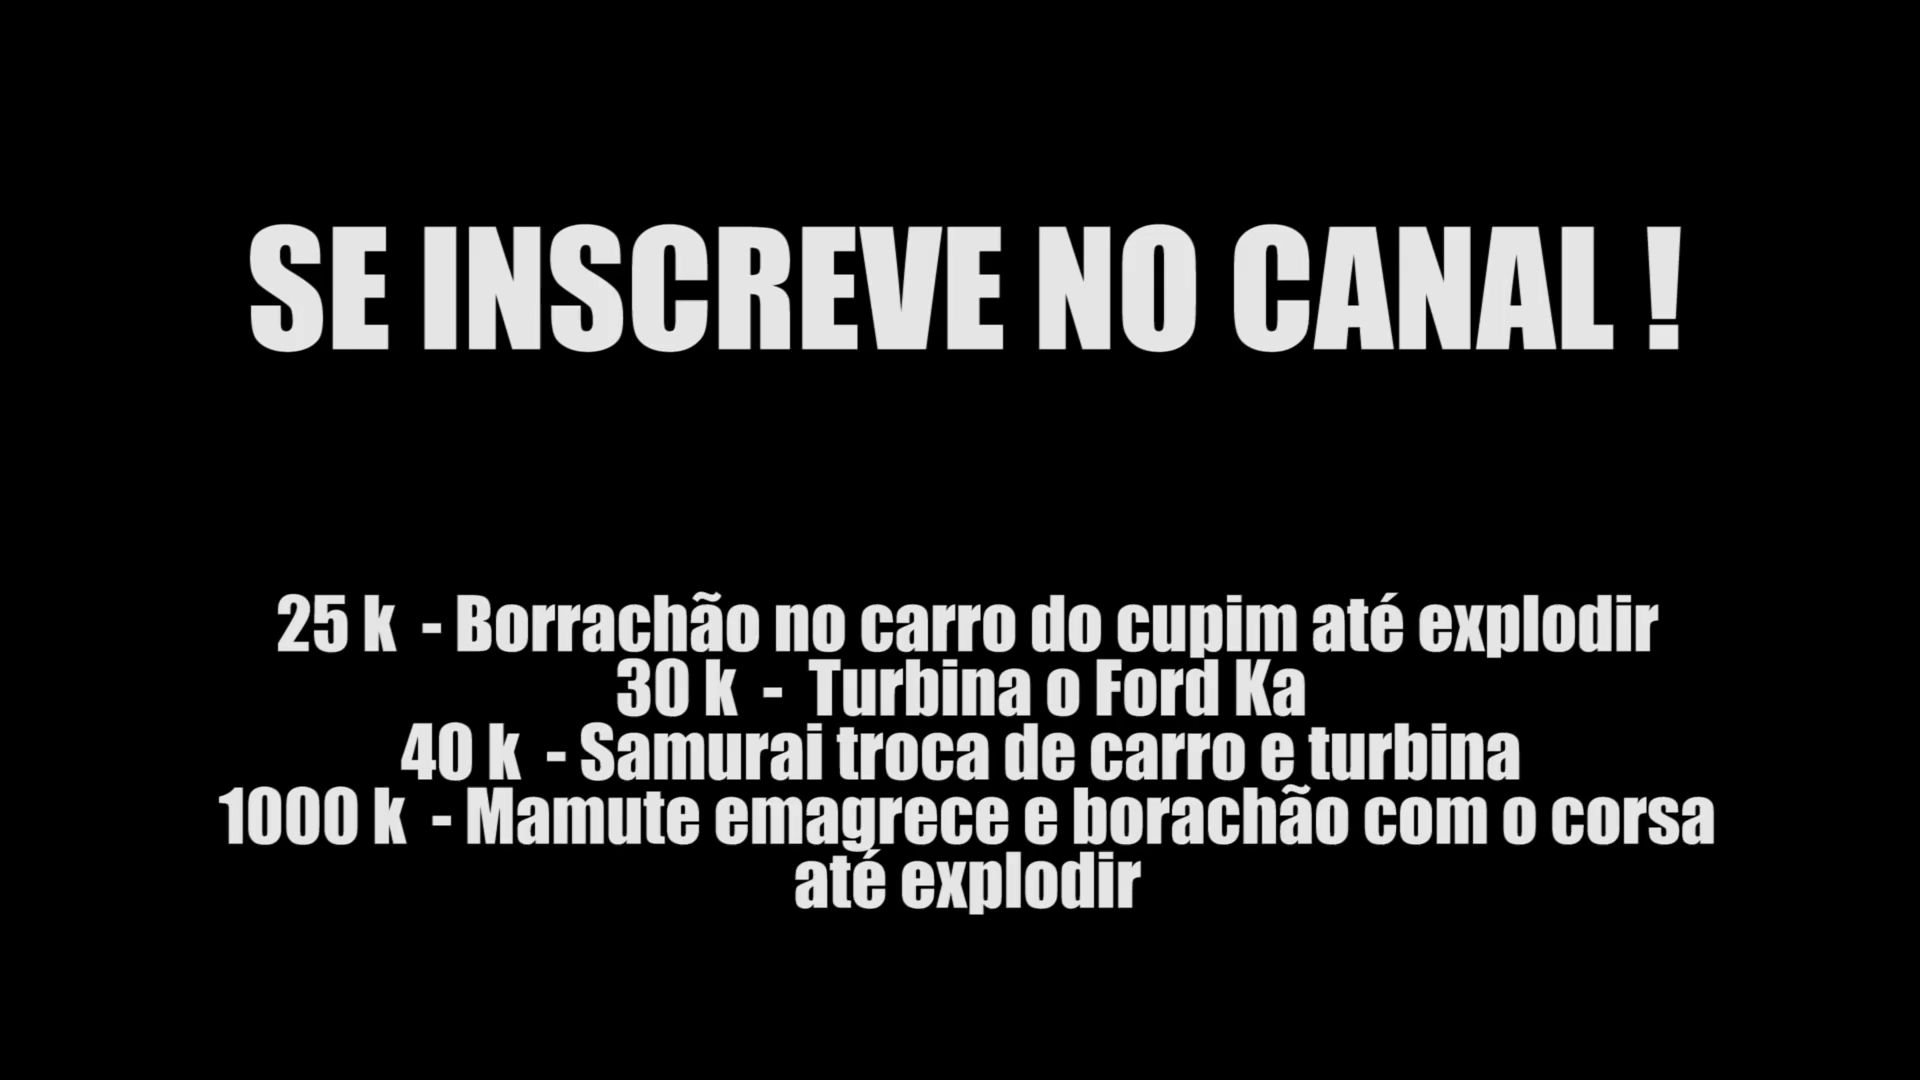 SE INSCREVE NO CANAL !
25 k - Borrachão no carro do cupim até explodir
30 k - Turbina o Ford Ka
40 k - Samurai troca de carro e turbina
1000 k - Mamute emagrece e borachão com o corsa
até explodir